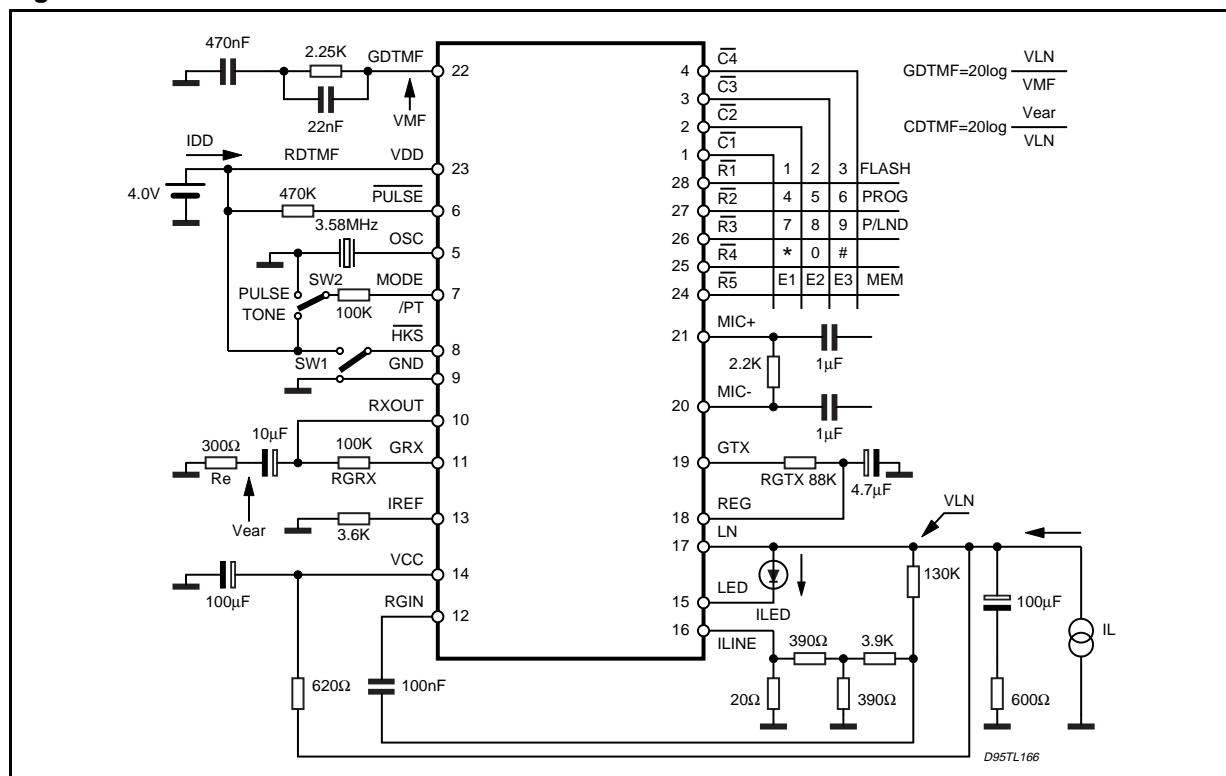 470nF
2.25K
GDTMF
22
22nF
VMF
IDD
RDTMF
VDD
23
4.0V
470K
PULSE
6
3.58MHz
OSC
5
SW2
MODE
7
PULSE
100K
/PT
TONE
HKS
8
SW1
GND
9
RXOUT
10
300Ω
10µF
100K
GRX
11
Re
RGRX
Vear
IREF
13
3.6K
VCC
14
100µF
RGIN
12
620Ω
100nF
C4
4
C3
3
C2
2
C1
1
R1
1 2 3 FLASH
28
R2
4 5 6 PROG
27
R3
7 8 9 P/LND
26
R4
* 0 #
25
R5
E1 E2 E3 MEM
24
GDTMF=20log VLN
VMF
CDTMF=20log Vear
VLN
MIC+
21
1µF
2.2K
MIC-
20
1µF
GTX
19
RGTX 88K
4.7µF
REG
18
VLN
LN
17
130K
LED
15
ILED
100µF
IL
16
ILINE
390Ω
3.9K
20Ω
390Ω
600Ω
D95TL166